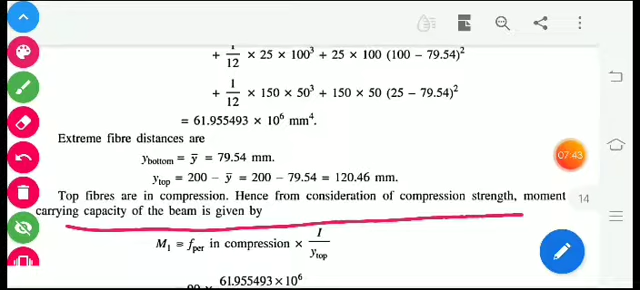 + 1/12 × 25 × 100³ + 25 × 100 (100 − 79.54)²
+ 1/12 × 150 × 50³ + 150 × 50 (25 − 79.54)²
= 61.955493 × 10⁶ mm⁴.
Extreme fibre distances are
y_bottom = ȳ = 79.54 mm.
y_top = 200 − ȳ = 200 − 79.54 = 120.46 mm.
Top fibres are in compression. Hence from consideration of compression strength, moment
carrying capacity of the beam is given by
M₁ = f_per in compression × I/y_top
61.955493 × 10⁶
07:43
14